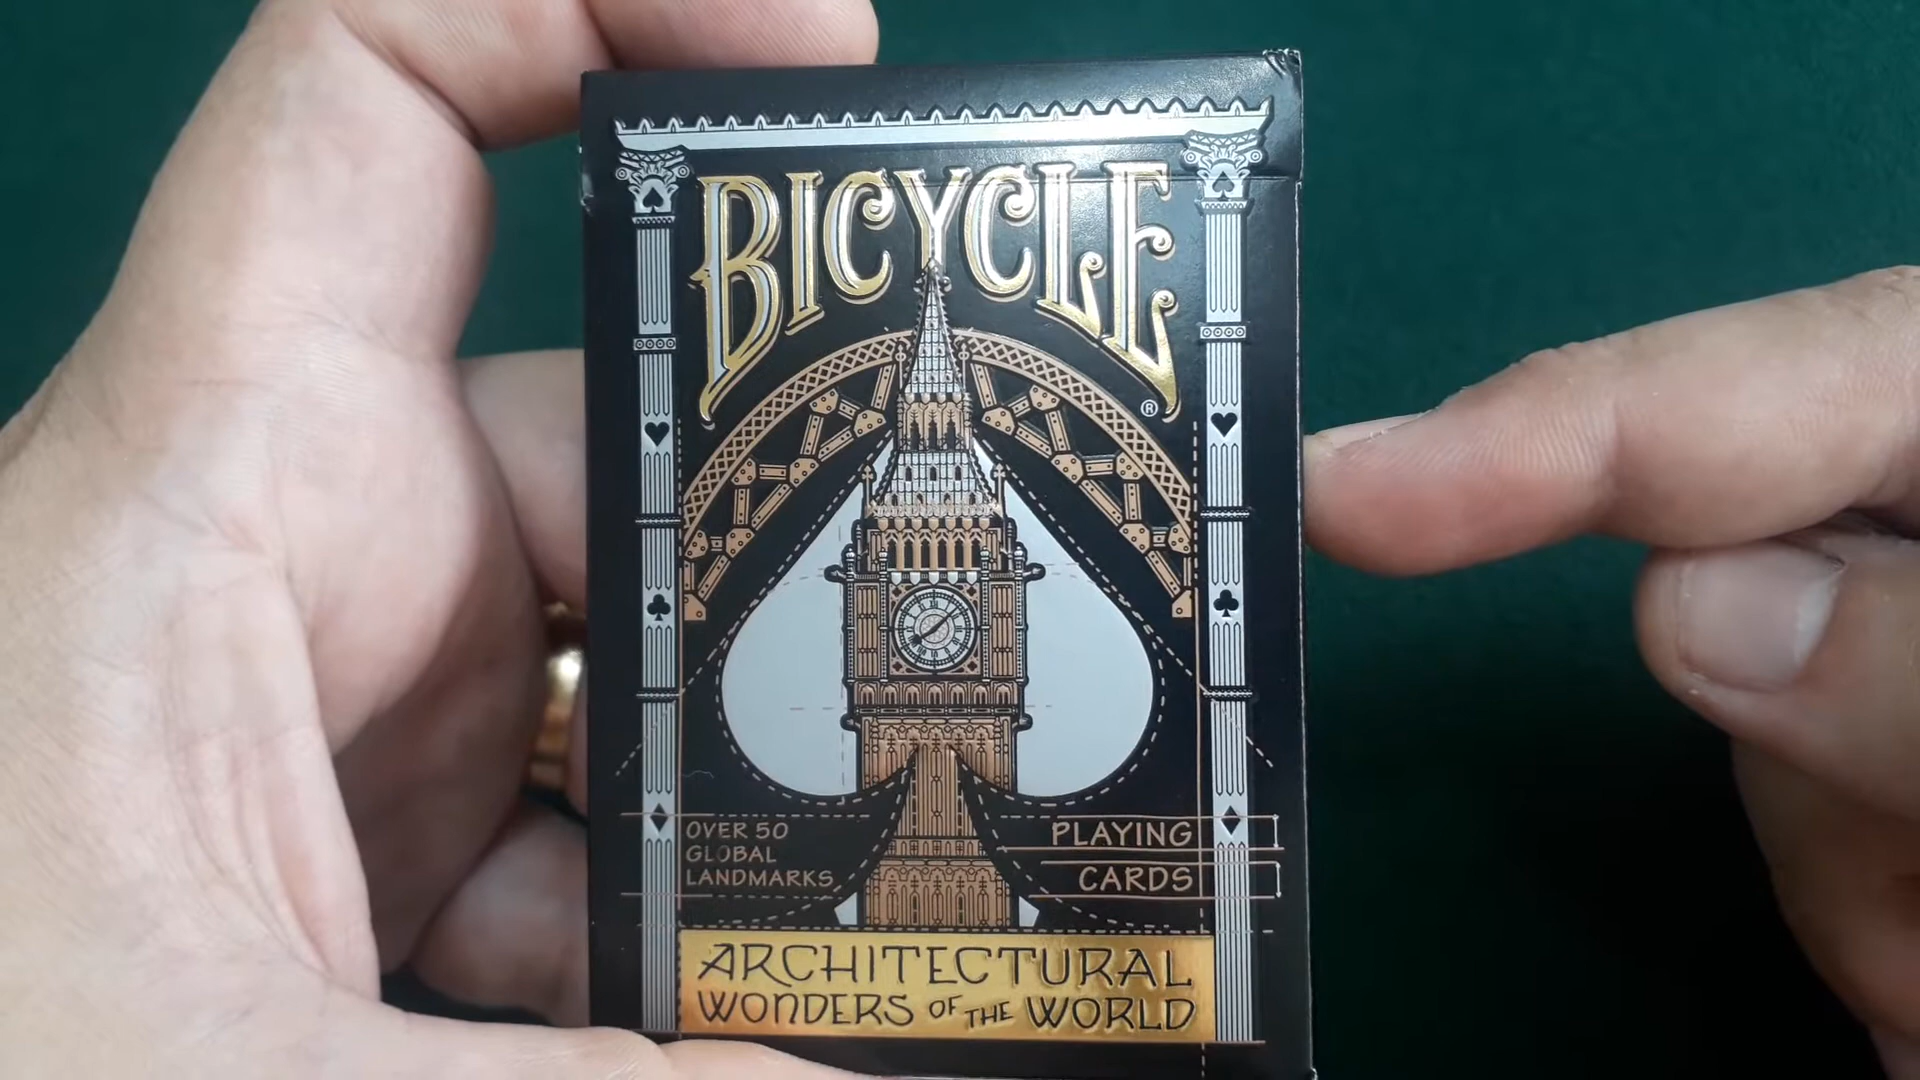 BICYCLE®
OVER 50
GLOBAL
LANDMARKS
PLAYING
CARDS
ARCHITECTURAL
WONDERS OF THE WORLD